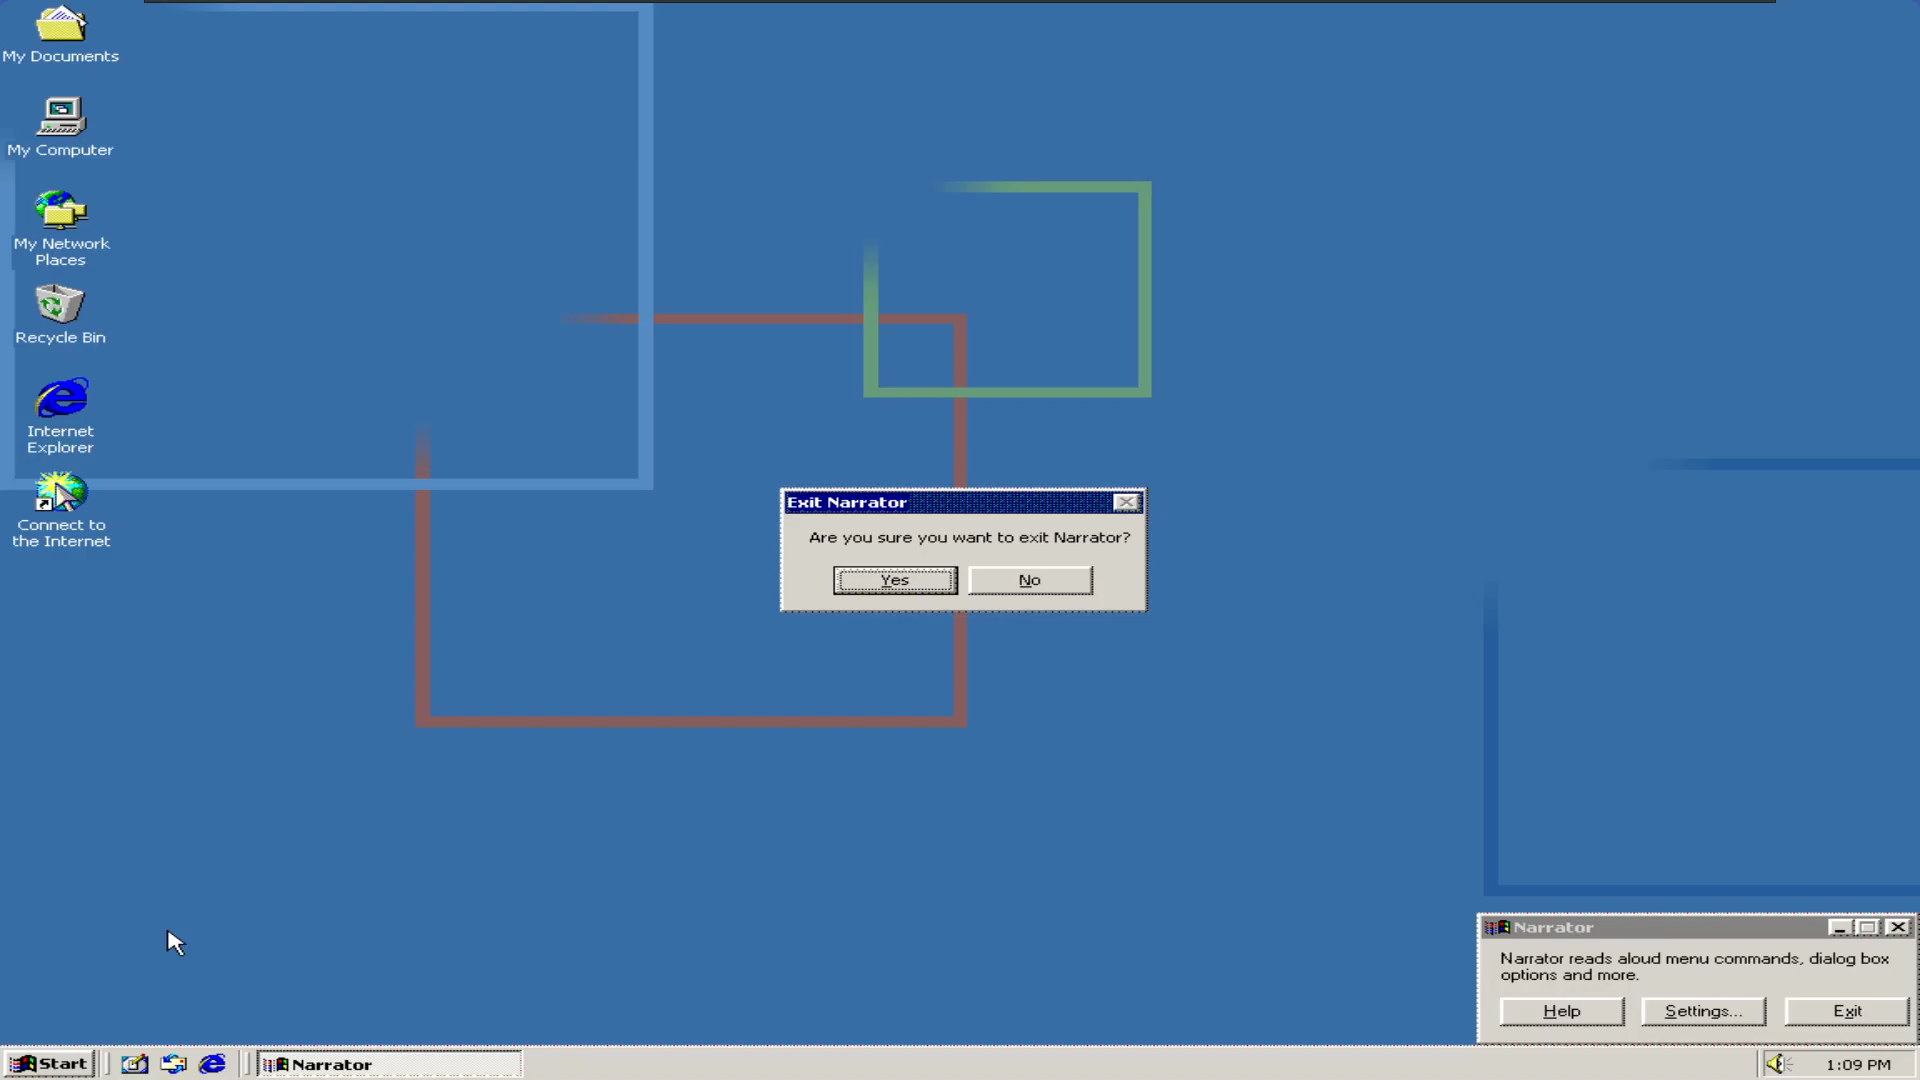 My Documents
My Computer
My Network
Places
Recycle Bin
Internet
Explorer
Connect to
the Internet
Exit Narrator
Are you sure you want to exit Narrator?
Yes
No
Narrator
Narrator reads aloud menu commands, dialog box
options and more.
Help
Settings...
Exit
Start
Narrator
1:09 PM